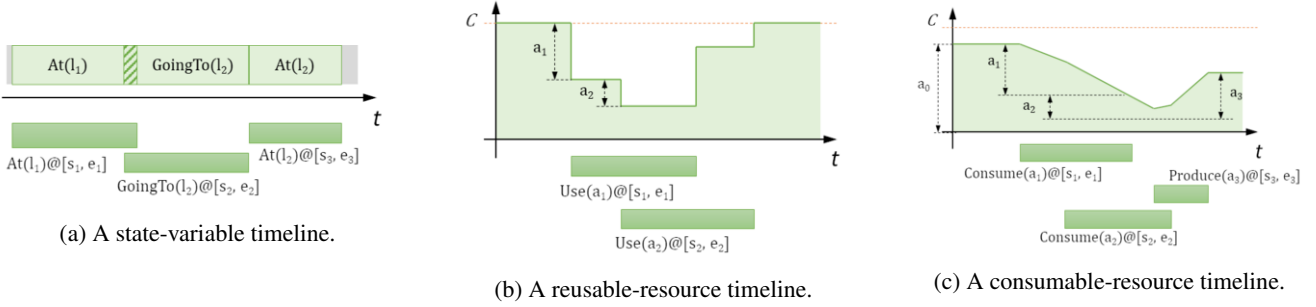 At(l₁)
GoingTo(l₂)
At(l₂)
t
At(l₁)@[s₁, e₁]
At(l₂)@[s₃, e₃]
GoingTo(l₂)@[s₂, e₂]
(a) A state-variable timeline.
C
a₁
a₂
t
Use(a₁)@[s₁, e₁]
Use(a₂)@[s₂, e₂]
(b) A reusable-resource timeline.
C
a₀
a₁
a₂
a₃
t
Consume(a₁)@[s₁, e₁]
Produce(a₃)@[s₃, e₃]
Consume(a₂)@[s₂, e₂]
(c) A consumable-resource timeline.